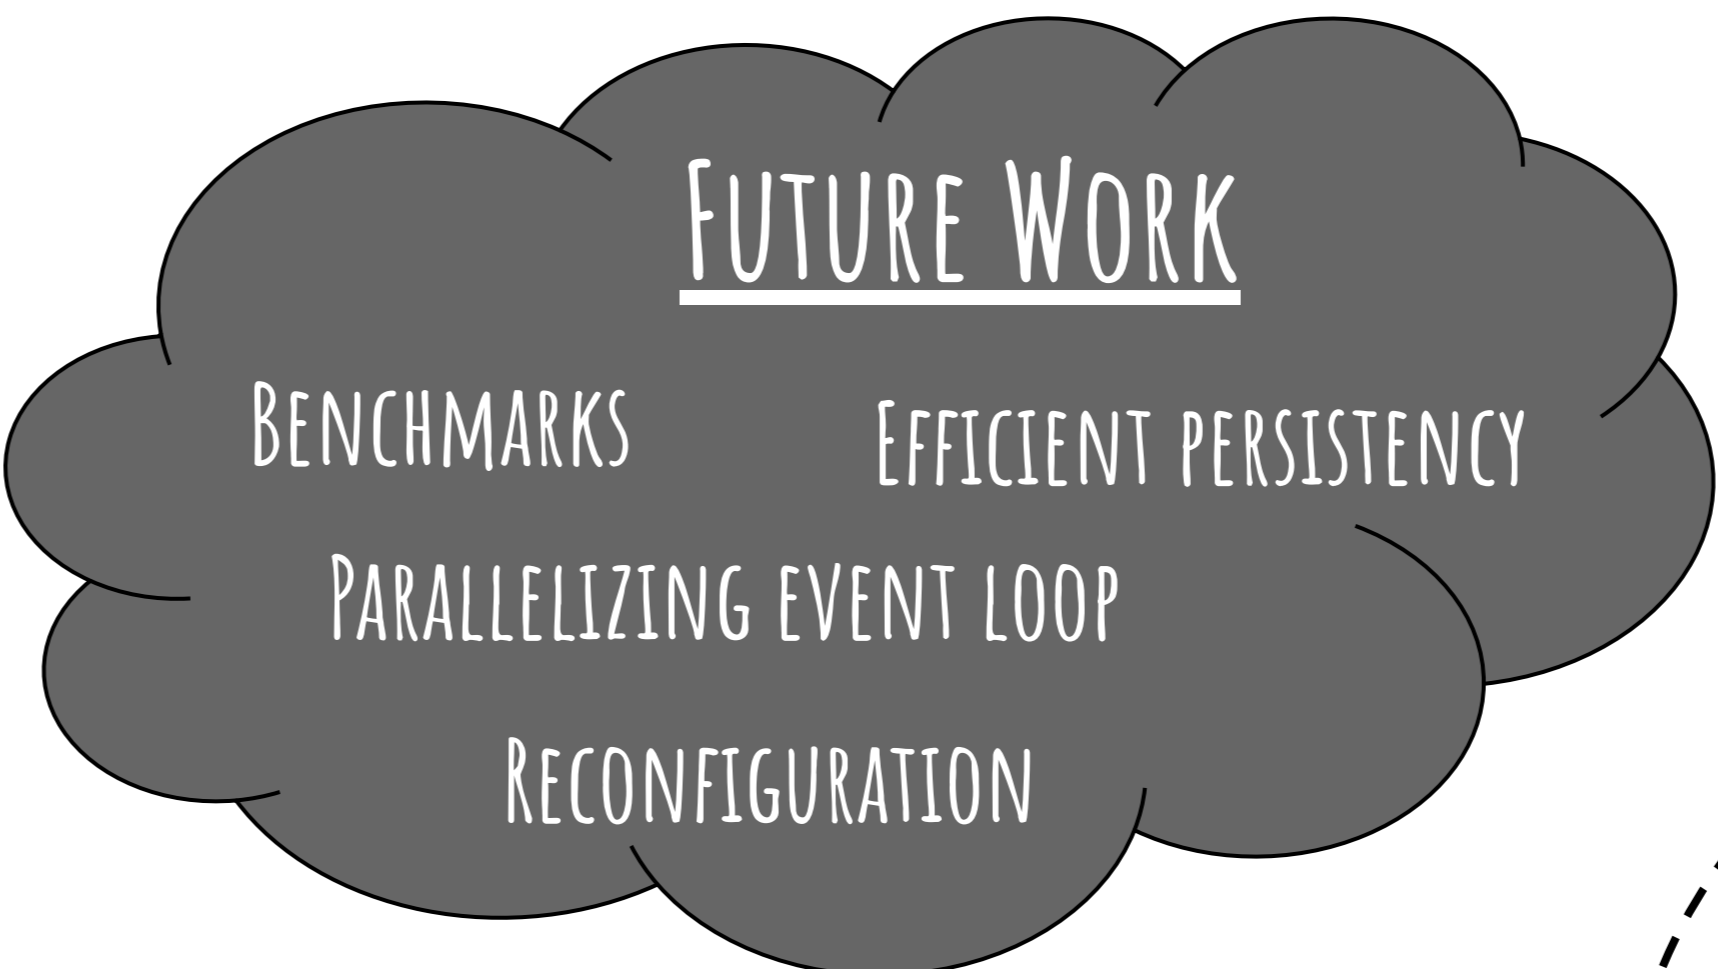 Future Work
Benchmarks
Efficient persistency
Parallelizing event loop
Reconfiguration